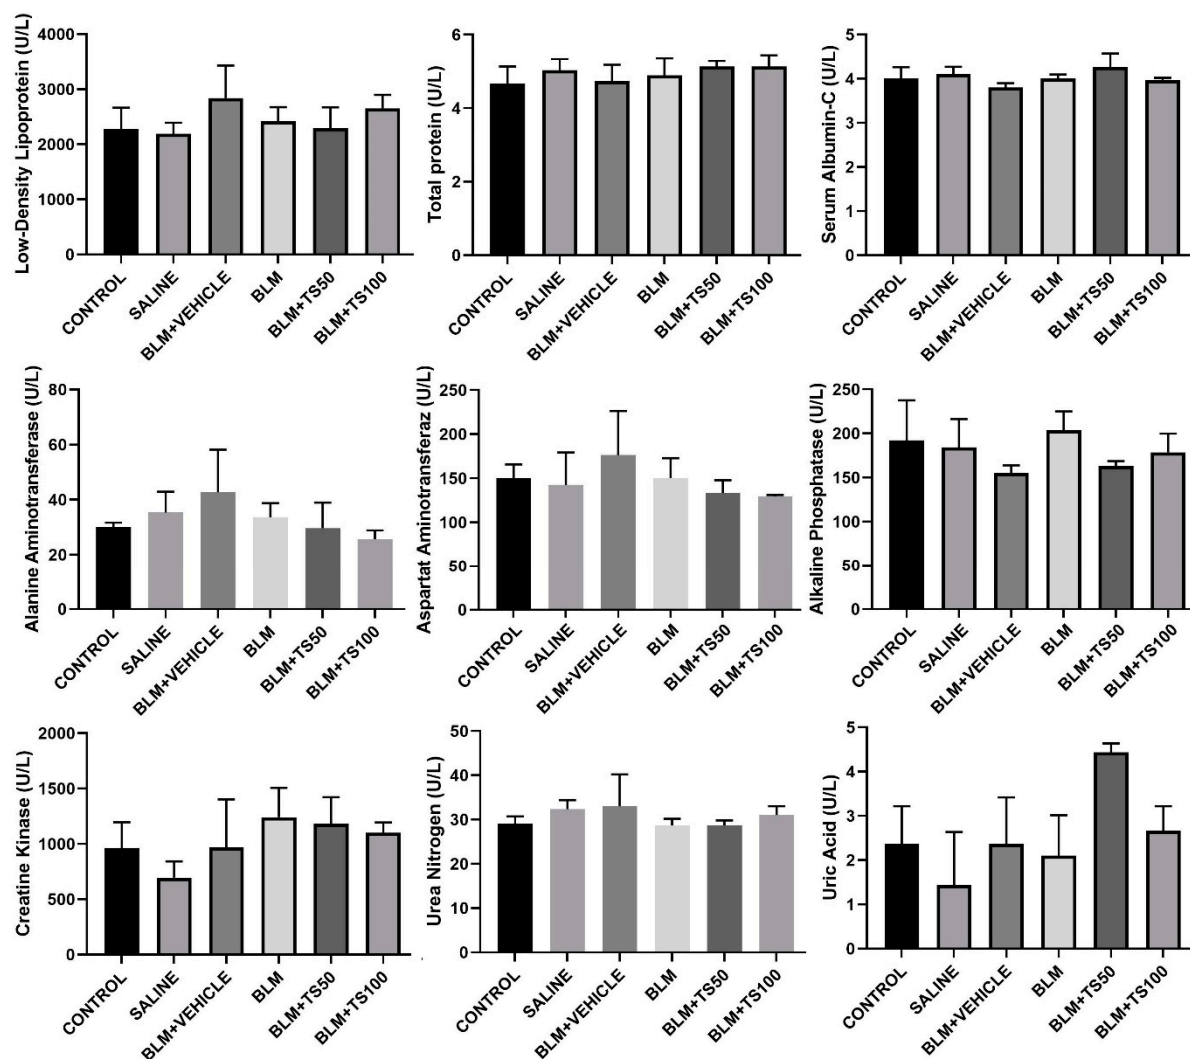 Low-Density Lipoprotein (U/L)
4000
3000
2000
1000
0
CONTROL
SALINE
BLM+VEHICLE
BLM
BLM+TS50
BLM+TS100
Total protein (U/L)
6
4
2
0
CONTROL
SALINE
BLM+VEHICLE
BLM
BLM+TS50
BLM+TS100
Serum Albumin-C (U/L)
5
4
3
2
1
0
CONTROL
SALINE
BLM+VEHICLE
BLM
BLM+TS50
BLM+TS100
Alanine Aminotransferase (U/L)
80
60
40
20
0
CONTROL
SALINE
BLM+VEHICLE
BLM
BLM+TS50
BLM+TS100
Aspartat Aminotransferaz (U/L)
250
200
150
100
50
0
CONTROL
SALINE
BLM+VEHICLE
BLM
BLM+TS50
BLM+TS100
Alkaline Phosphatase (U/L)
250
200
150
100
50
0
CONTROL
SALINE
BLM+VEHICLE
BLM
BLM+TS50
BLM+TS100
Creatine Kinase (U/L)
2000
1500
1000
500
0
CONTROL
SALINE
BLM+VEHICLE
BLM
BLM+TS50
BLM+TS100
Urea Nitrogen (U/L)
50
40
30
20
10
0
CONTROL
SALINE
BLM+VEHICLE
BLM
BLM+TS50
BLM+TS100
Uric Acid (U/L)
5
4
3
2
1
0
CONTROL
SALINE
BLM+VEHICLE
BLM
BLM+TS50
BLM+TS100